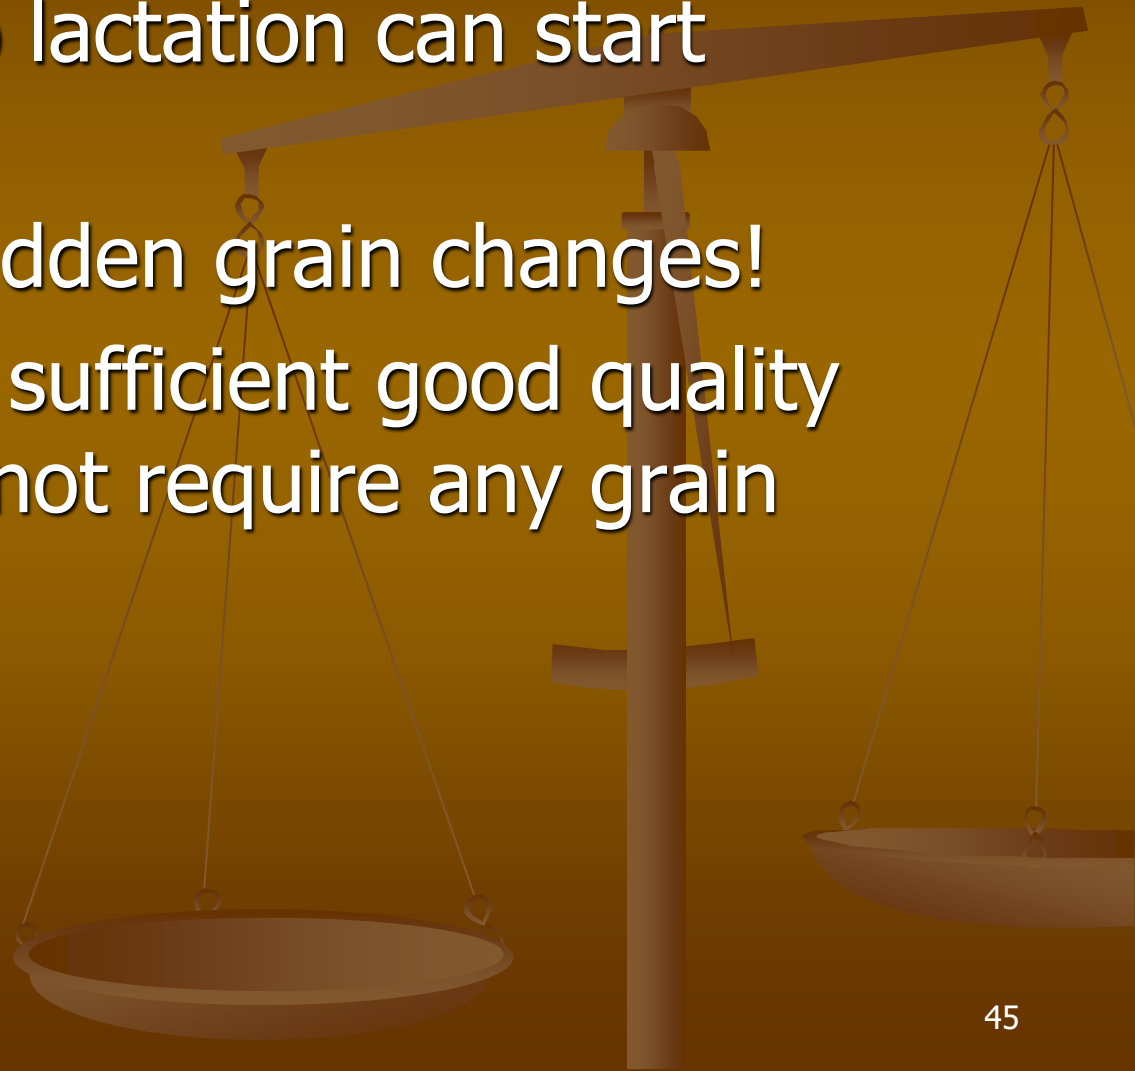 lactation can start
dden grain changes!
sufficient good quality
not require any grain
45